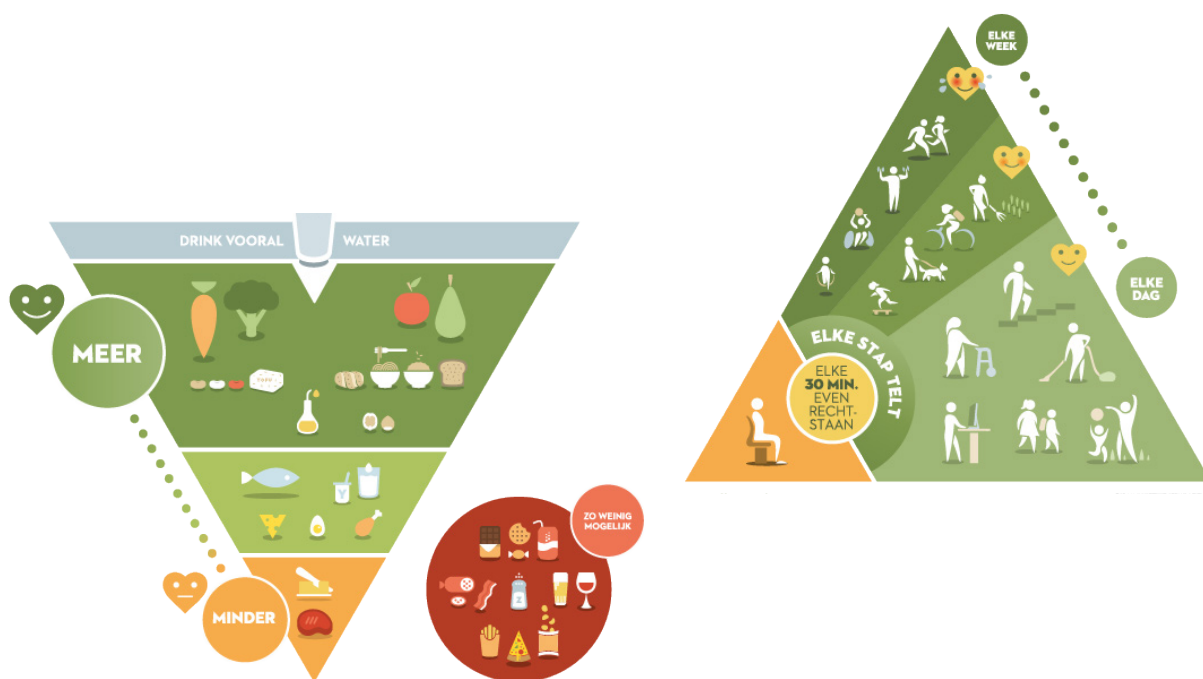 DRINK VOORAL WATER
MEER
MINDER
ZO WEINIG
MOGELIJK
ELKE
WEEK
ELKE
DAG
ELKE STAP TELT
ELKE
30 MIN.
EVEN
RECHT-
STAAN
Y
Z